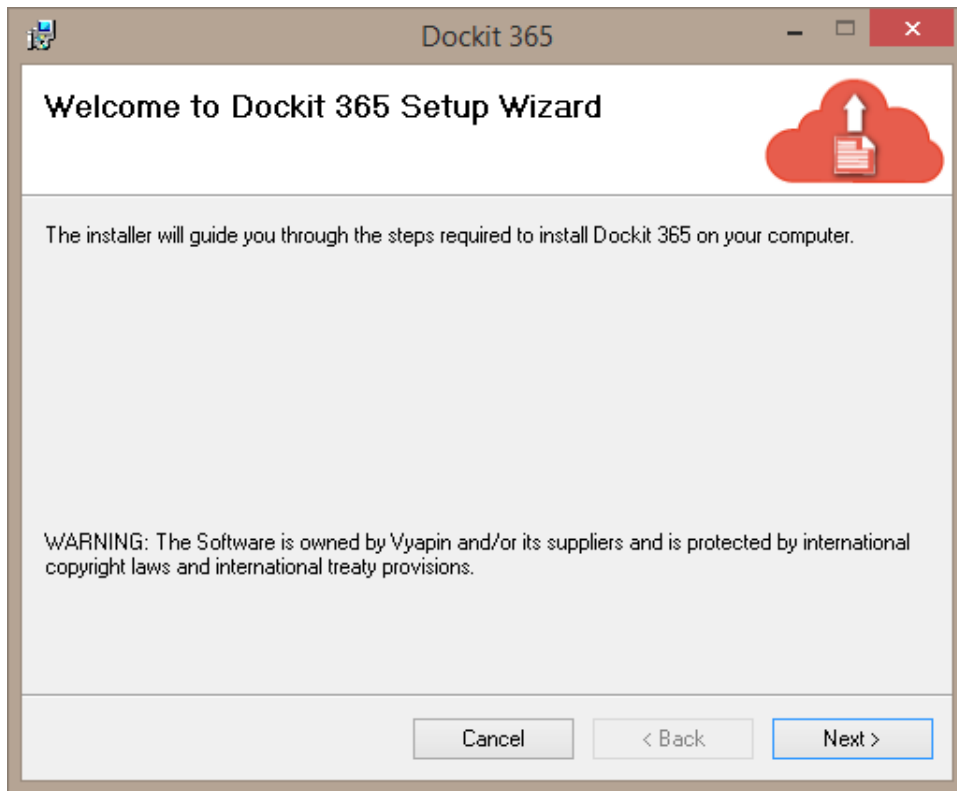 Dockit 365
Welcome to Dockit 365 Setup Wizard
The installer will guide you through the steps required to install Dockit 365 on your computer.
WARNING: The Software is owned by Vyapin and/or its suppliers and is protected by international
copyright laws and international treaty provisions.
Cancel
< Back
Next >